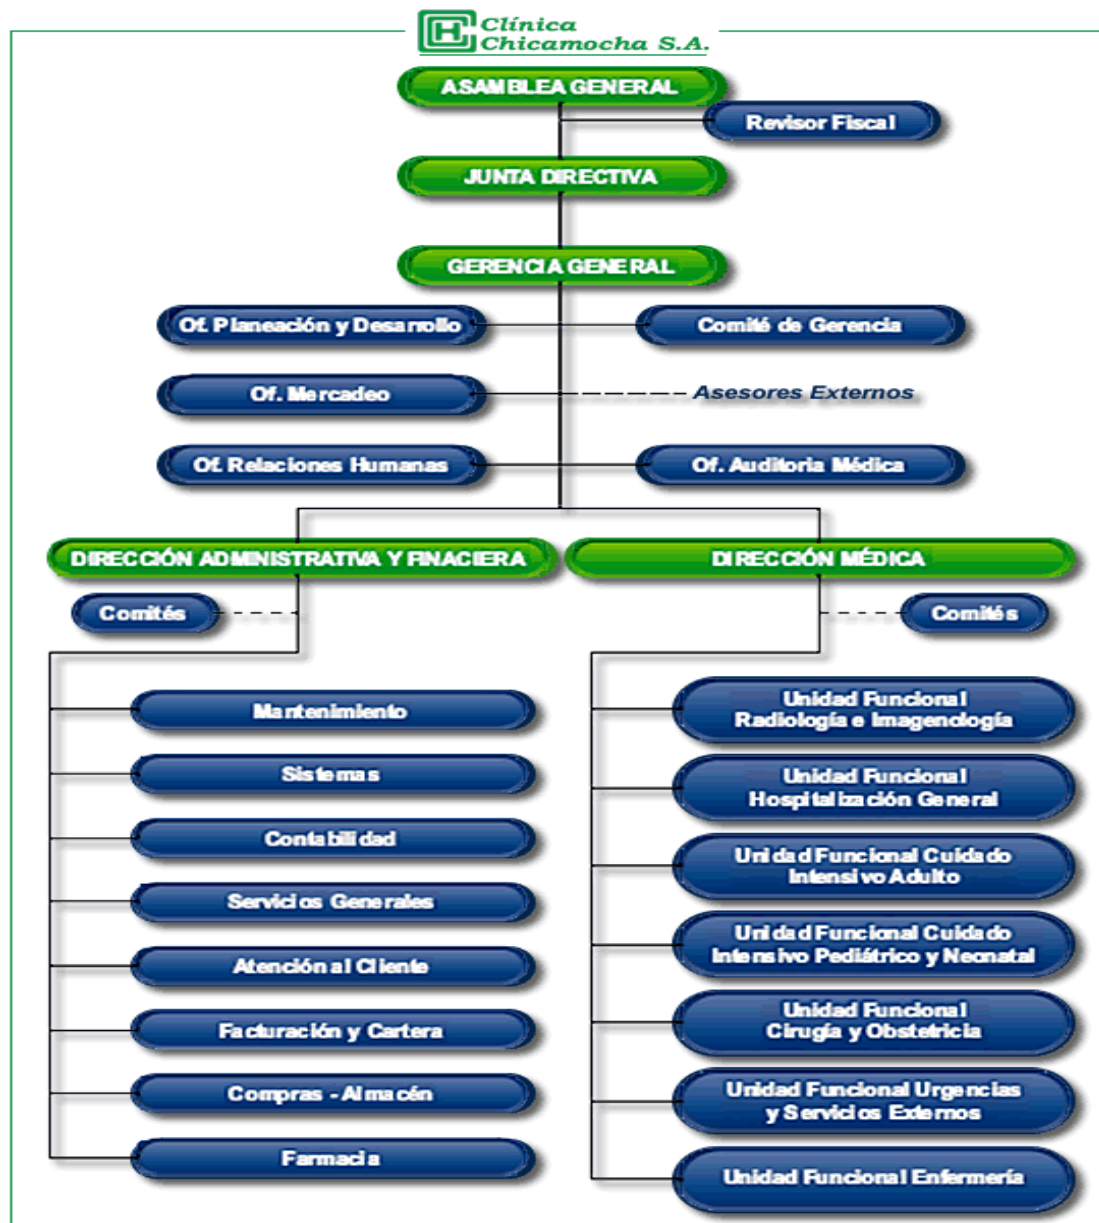 Clínica
Chicamocha S.A.
ASAMBLEA GENERAL
Revisor Fiscal
JUNTA DIRECTIVA
GERENCIA GENERAL
Of. Planeación y Desarrollo
Comité de Gerencia
Of. Mercadeo
Asesores Externos
Of. Relaciones Humanas
Of. Auditoria Médica
DIRECCIÓN ADMINISTRATIVA Y FINACIERA
DIRECCIÓN MÉDICA
Comités
Comités
Mantenimiento
Sistemas
Contabilidad
Servicios Generales
Atención al Cliente
Facturación y Cartera
Compras - Almacén
Farmacia
Unidad Funcional
Radiología e Imagenología
Unidad Funcional
Hospitalización General
Unidad Funcional Cuidado
Intensivo Adulto
Unidad Funcional Cuidado
Intensivo Pediátrico y Neonatal
Unidad Funcional
Cirugía y Obstetricia
Unidad Funcional Urgencias
y Servicios Externos
Unidad Funcional Enfermería